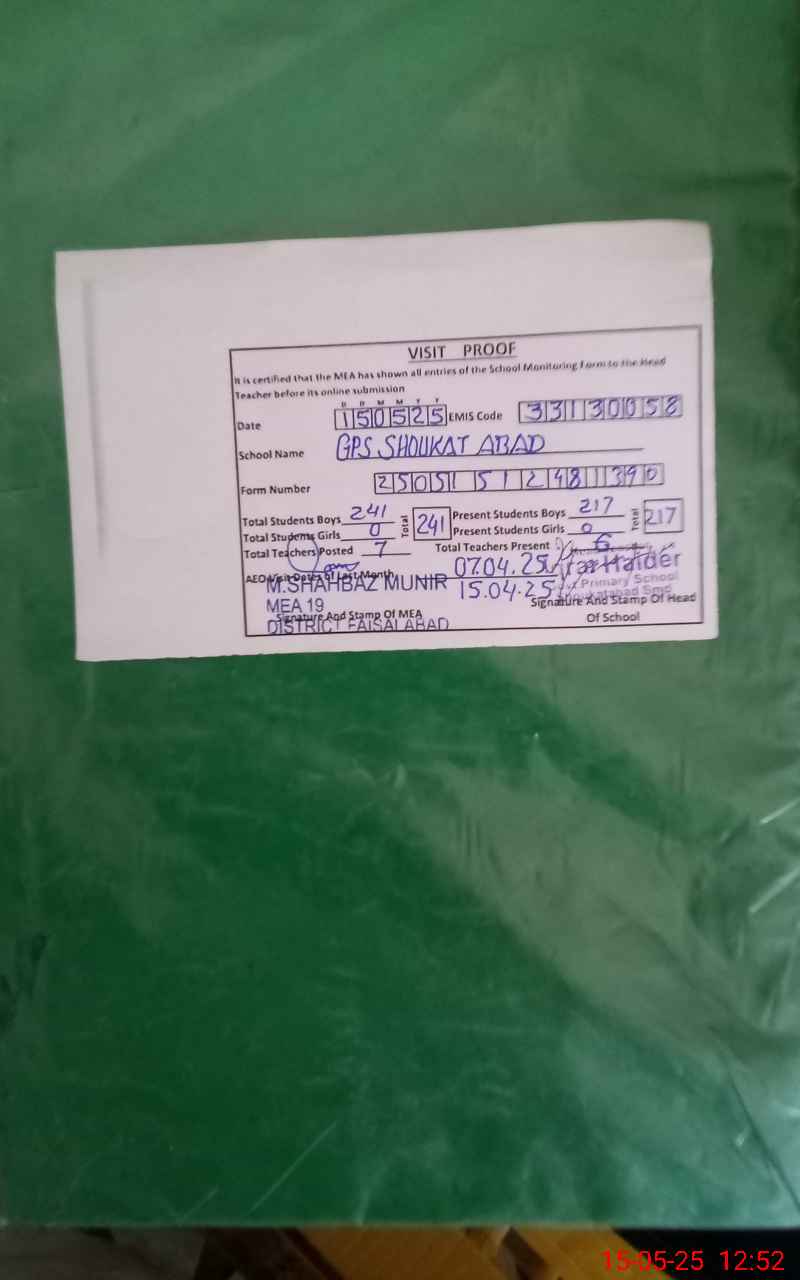 VISIT PROOF
It is certified that the MEA has shown all entries of the School Monitoring Form to the Head
Teacher before its online submission
D D M M Y Y
Date 150525 EMIS Code 33130058
School Name GPS SHOUKAT ABAD
Form Number 25051512481390
Total Students Boys 241 Total 241 Present Students Boys 217 Total 217
Total Students Girls 0 Present Students Girls 0
Total Teachers Posted 7 Total Teachers Present 6
AEO Visit Dates of Last Month 07.04.25 Haider
M.SHAHBAZ MUNIR 15.04.25 Primary School
MEA 19 Signature And Stamp Of Head
Signature And Stamp Of MEA Of School
DISTRICT FAISALABAD
15-05-25 12:52